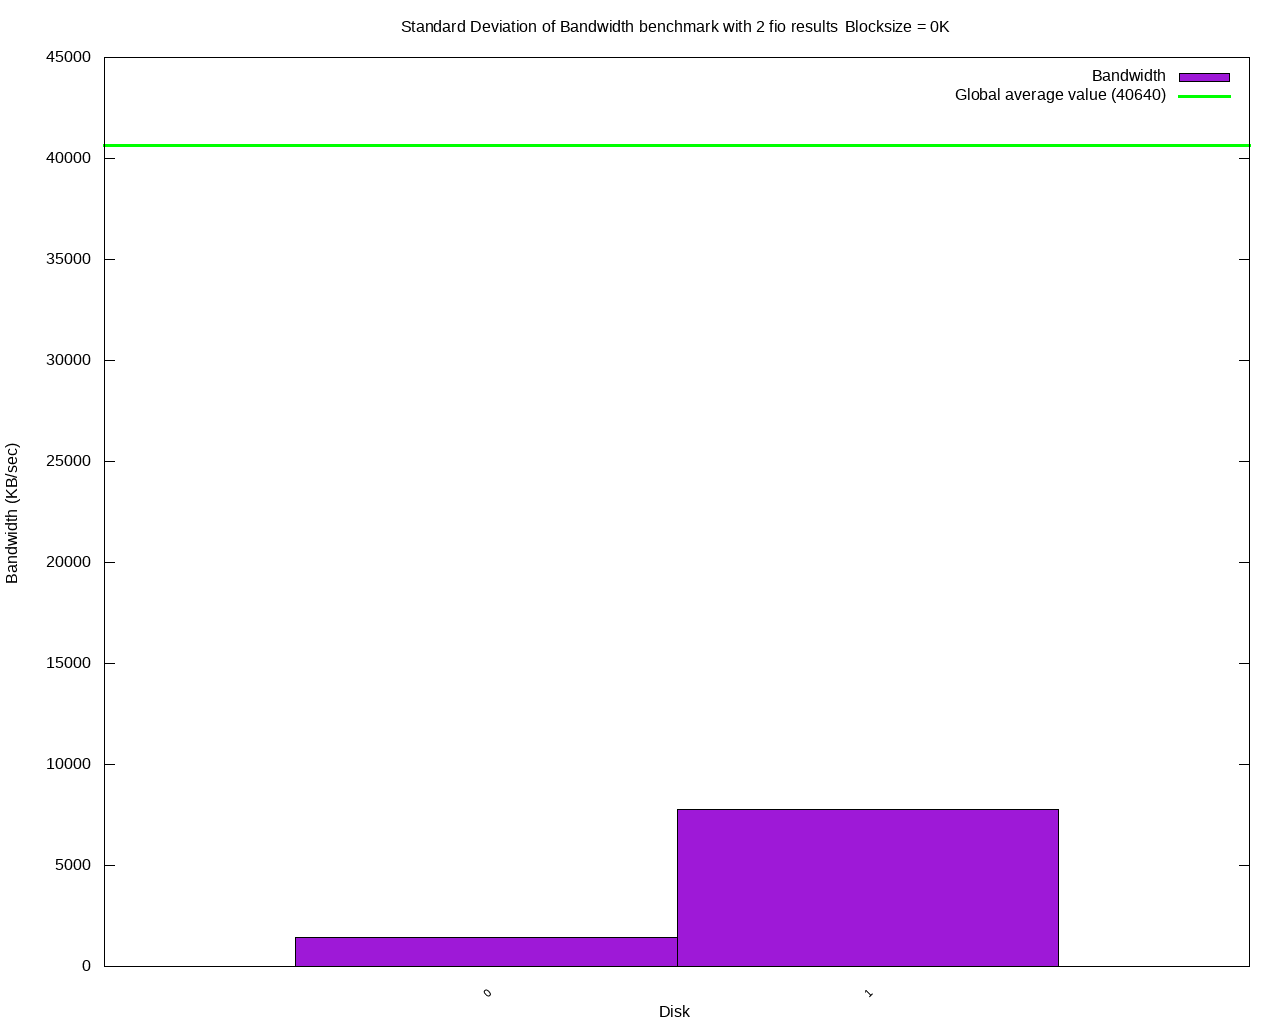 Standard Deviation of Bandwidth benchmark with 2 fio results Blocksize = 0K
Bandwidth
Global average value (40640)
45000
40000
35000
30000
25000
20000
15000
10000
5000
0
Bandwidth (KB/sec)
0
1
Disk